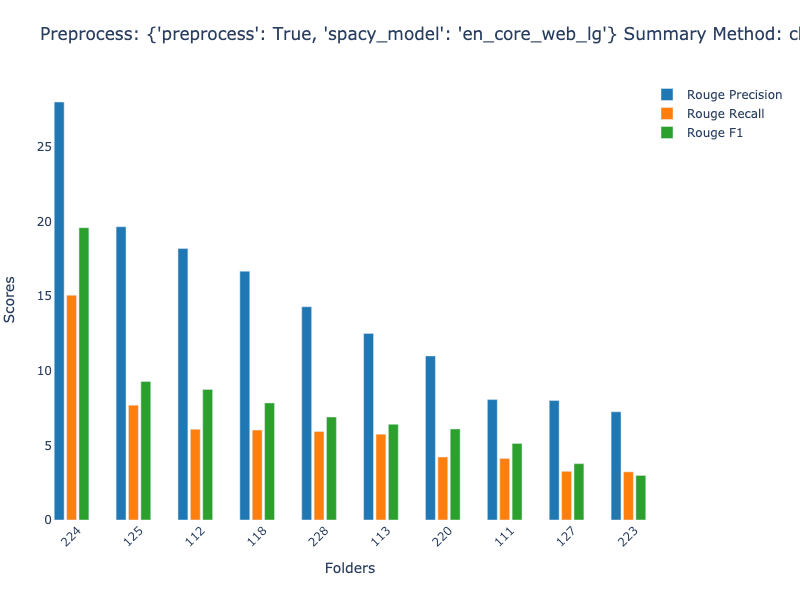 Preprocess: {'preprocess': True, 'spacy_model': 'en_core_web_lg'} Summary Method:
Rouge Precision
Rouge Recall
Rouge F1
Scores
25
20
15
10
5
0
224 125 112 118 228 113 220 111 127 223
Folders